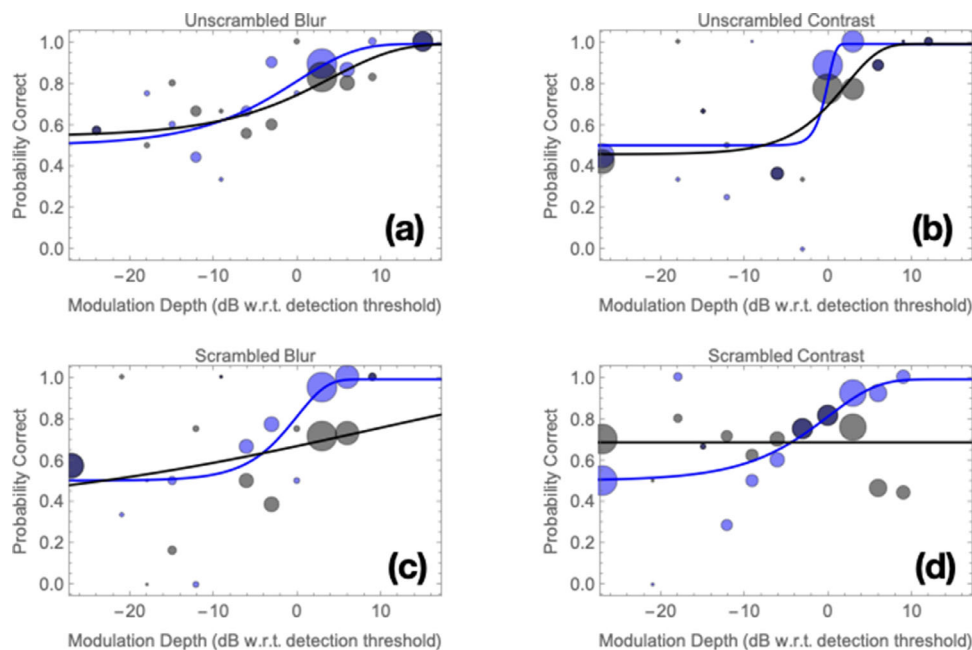 Unscrambled Blur
Probability Correct
1.0
0.8
0.6
0.4
0.2
0.0
(a)
−20 −10 0 10
Modulation Depth (dB w.r.t. detection threshold)
Unscrambled Contrast
Probability Correct
1.0
0.8
0.6
0.4
0.2
0.0
(b)
−20 −10 0 10
Modulation Depth (dB w.r.t. detection threshold)
Scrambled Blur
Probability Correct
1.0
0.8
0.6
0.4
0.2
0.0
(c)
−20 −10 0 10
Modulation Depth (dB w.r.t. detection threshold)
Scrambled Contrast
Probability Correct
1.0
0.8
0.6
0.4
0.2
0.0
(d)
−20 −10 0 10
Modulation Depth (dB w.r.t. detection threshold)